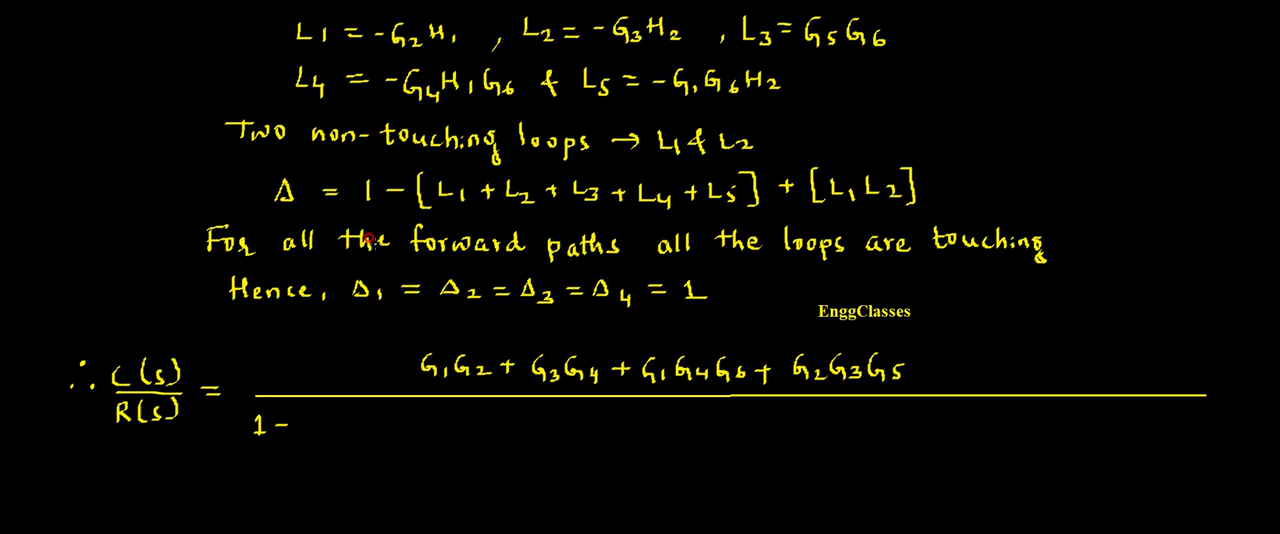 L1 = -G2H1 , L2 = -G3H2 , L3 = G5G6
L4 = -G4H1G6 & L5 = -G1G6H2
Two non-touching loops → L1 & L2
Δ = 1 - [L1 + L2 + L3 + L4 + L5] + [L1L2]
For all the forward paths all the loops are touching
Hence, Δ1 = Δ2 = Δ3 = Δ4 = 1
EnggClasses
G1G2 + G3G4 + G1G4G6 + G2G3G5
∴ C(s)/R(s) =
1 -